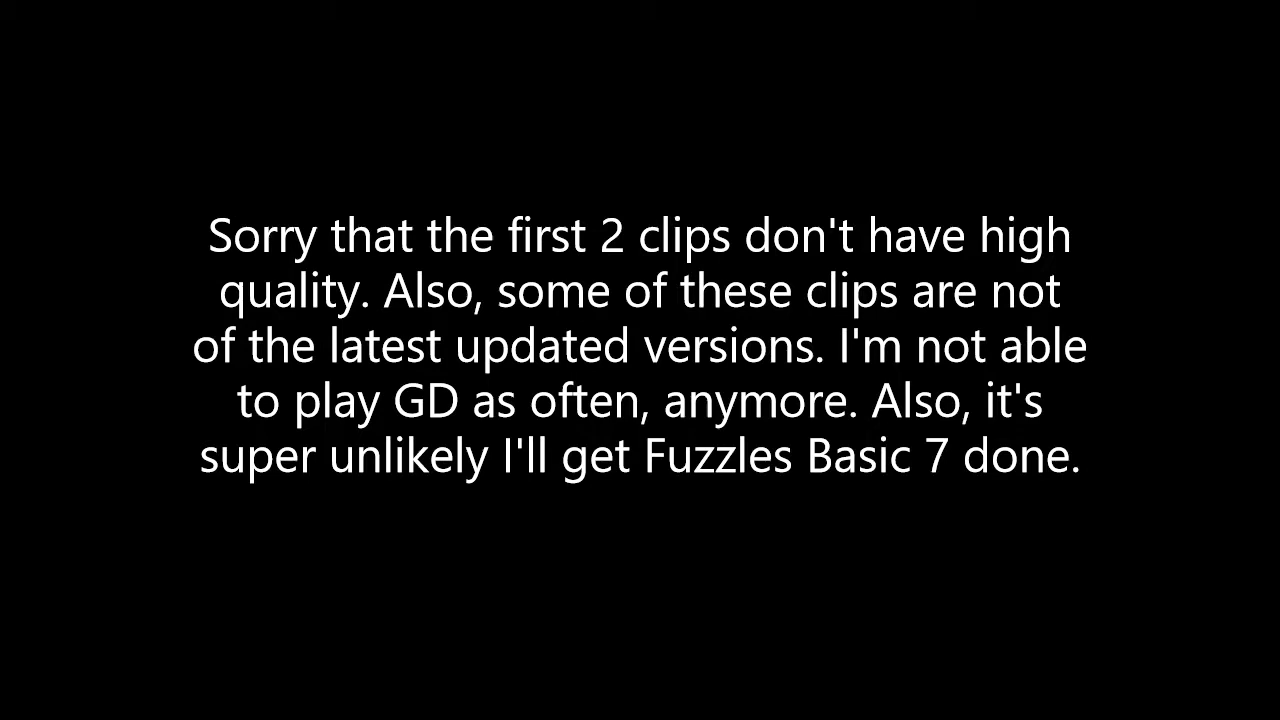 Sorry that the first 2 clips don't have high
quality. Also, some of these clips are not
of the latest updated versions. I'm not able
to play GD as often, anymore. Also, it's
super unlikely I'll get Fuzzles Basic 7 done.